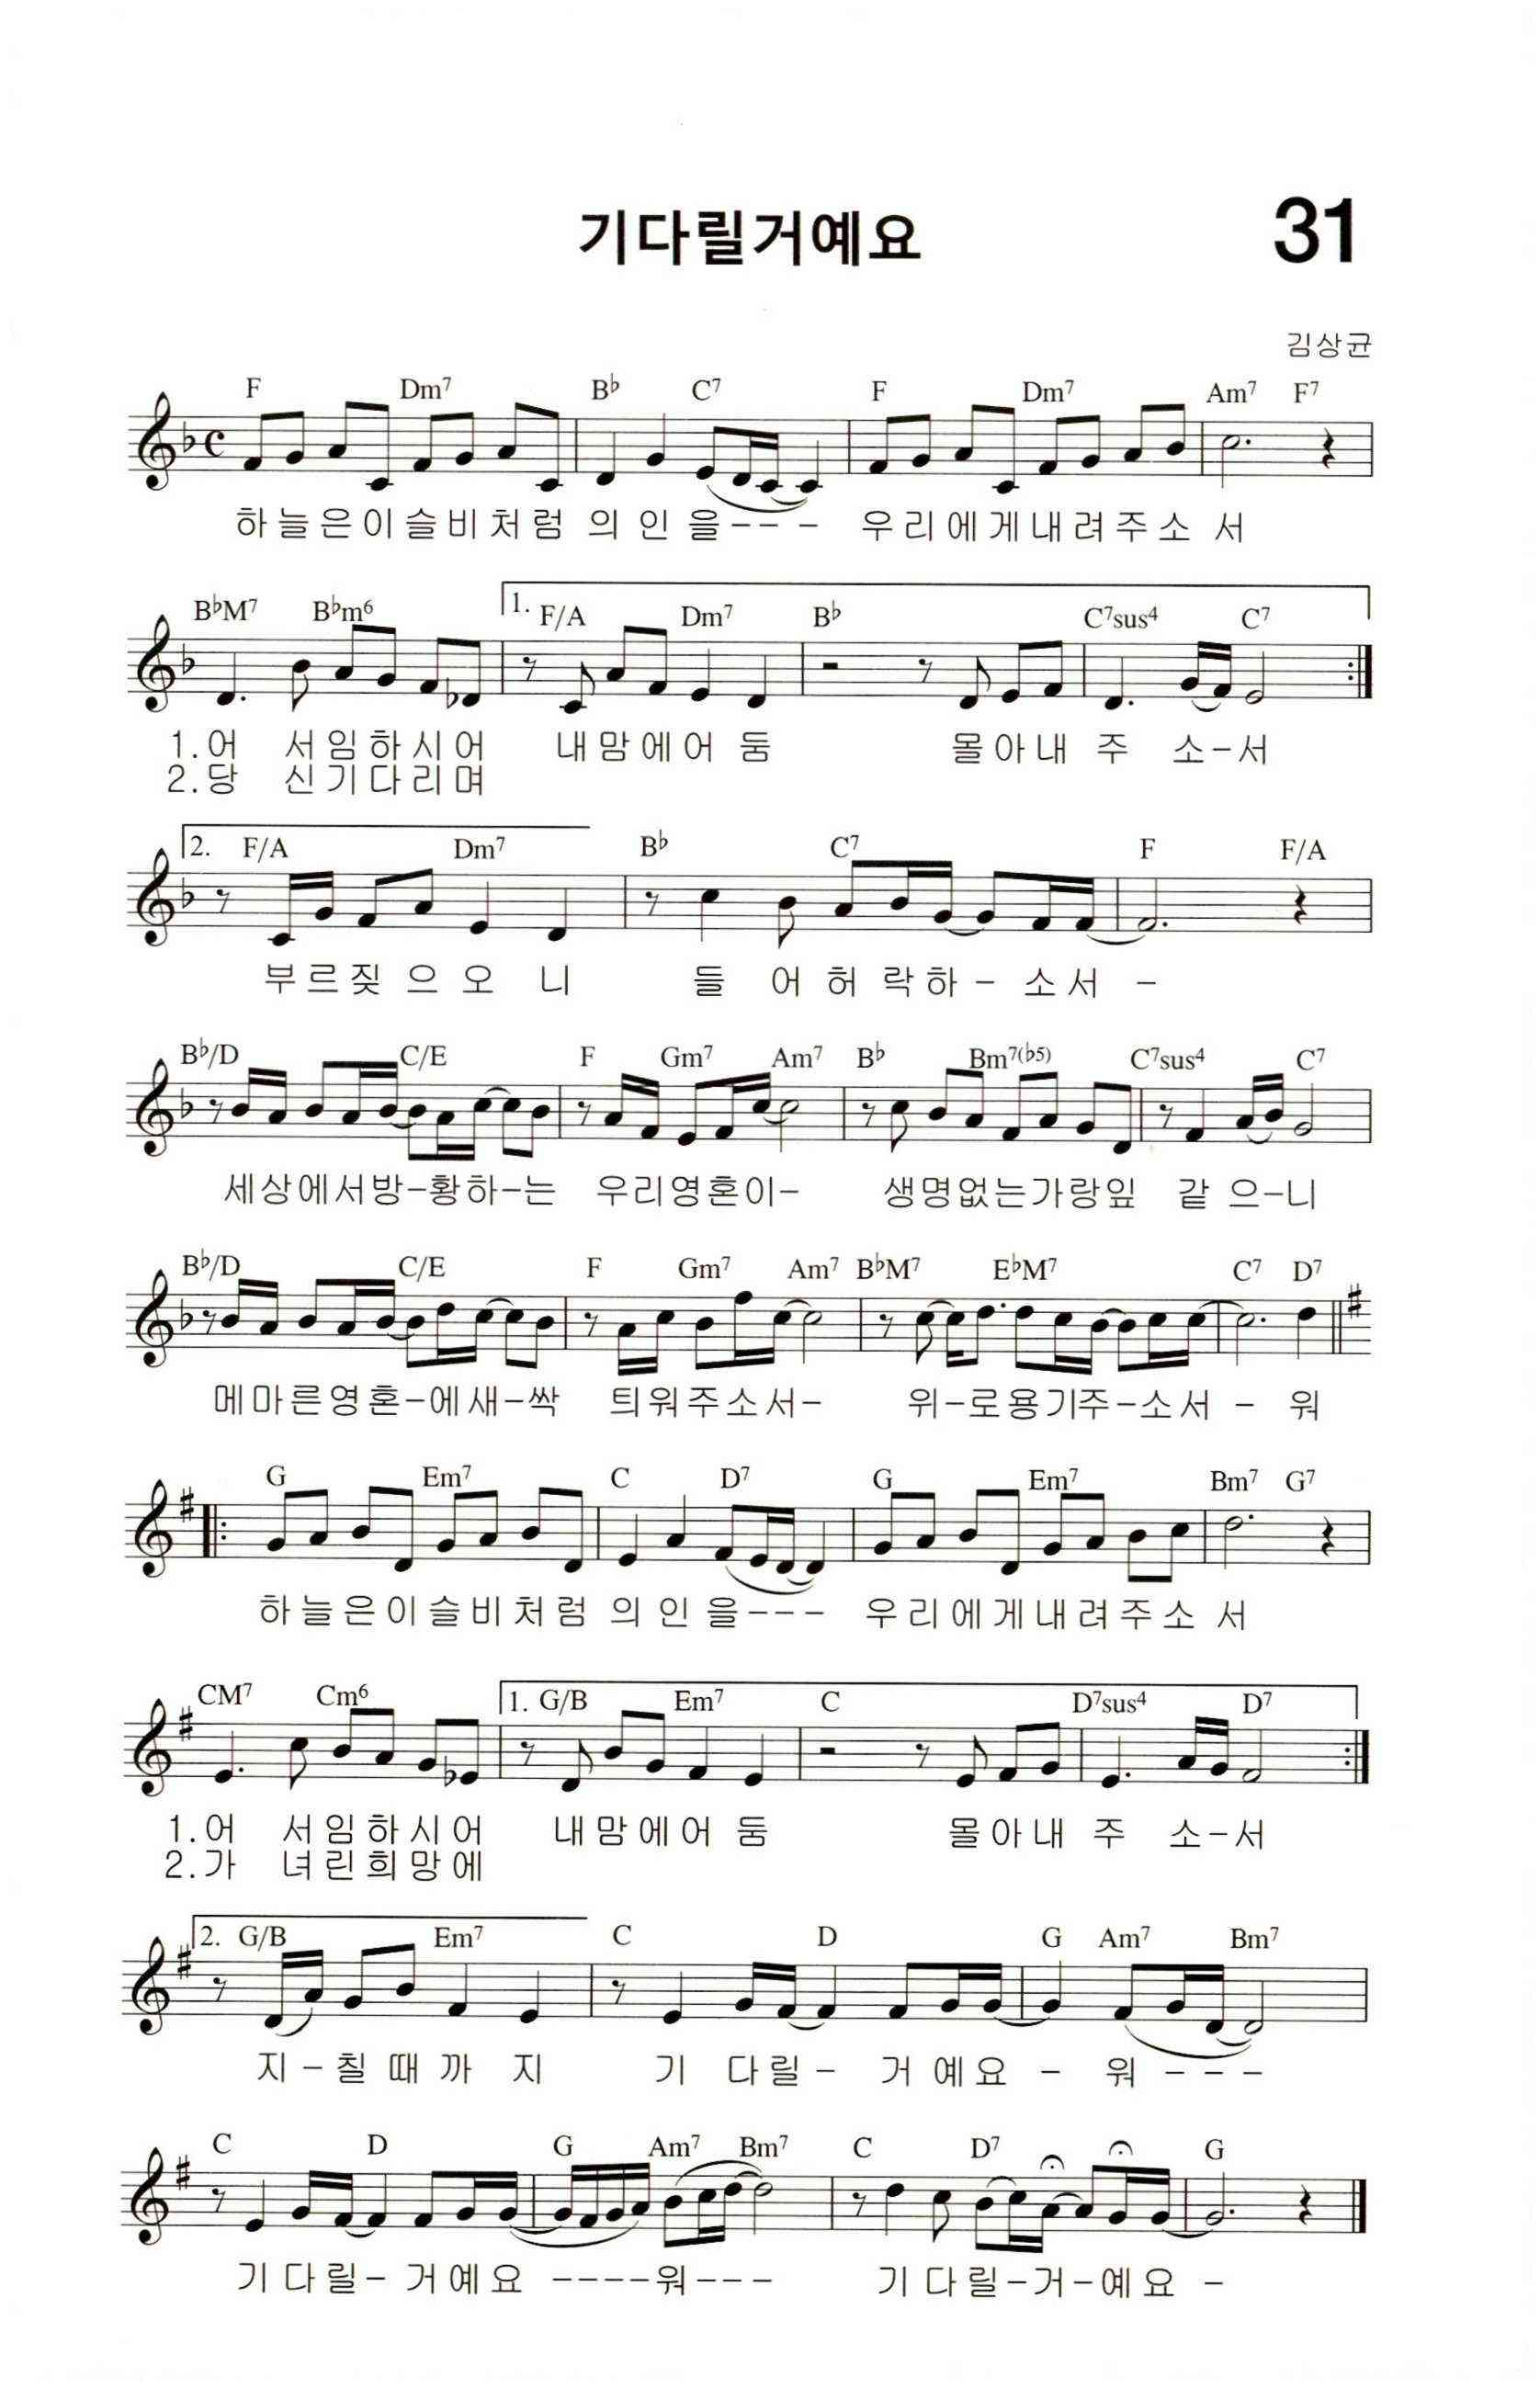 기다릴거예요 31
김상균
F Dm7 B♭ C7 F Dm7 Am7 F7
하늘은이슬비처럼 의인을--- 우리에게내려주소서
B♭M7 B♭m6 1. F/A Dm7 B♭ C7sus4 C7
1.어 서임하시어 내맘에어둠 몰아내주 소-서
2.당 신기다리며
2. F/A Dm7 B♭ C7 F F/A
부르짖으오니 들어허락하-소서-
B♭/D C/E F Gm7 Am7 B♭ Bm7(♭5) C7sus4 C7
세상에서방-황하-는 우리영혼이- 생명없는가랑잎 같으-니
B♭/D C/E F Gm7 Am7 B♭M7 E♭M7 C7 D7
메마른영혼-에새-싹 틔워주소서- 위-로용기주-소서- 워
G Em7 C D7 G Em7 Bm7 G7
하늘은이슬비처럼 의인을--- 우리에게내려주소서
CM7 Cm6 1. G/B Em7 C D7sus4 D7
1.어 서임하시어 내맘에어둠 몰아내주 소-서
2.가 녀린희망에
2. G/B Em7 C D G Am7 Bm7
지-칠때까지 기다릴-거예요- 워---
C D G Am7 Bm7 C D7 G
기다릴-거예요 ----워--- 기다릴-거-예요-